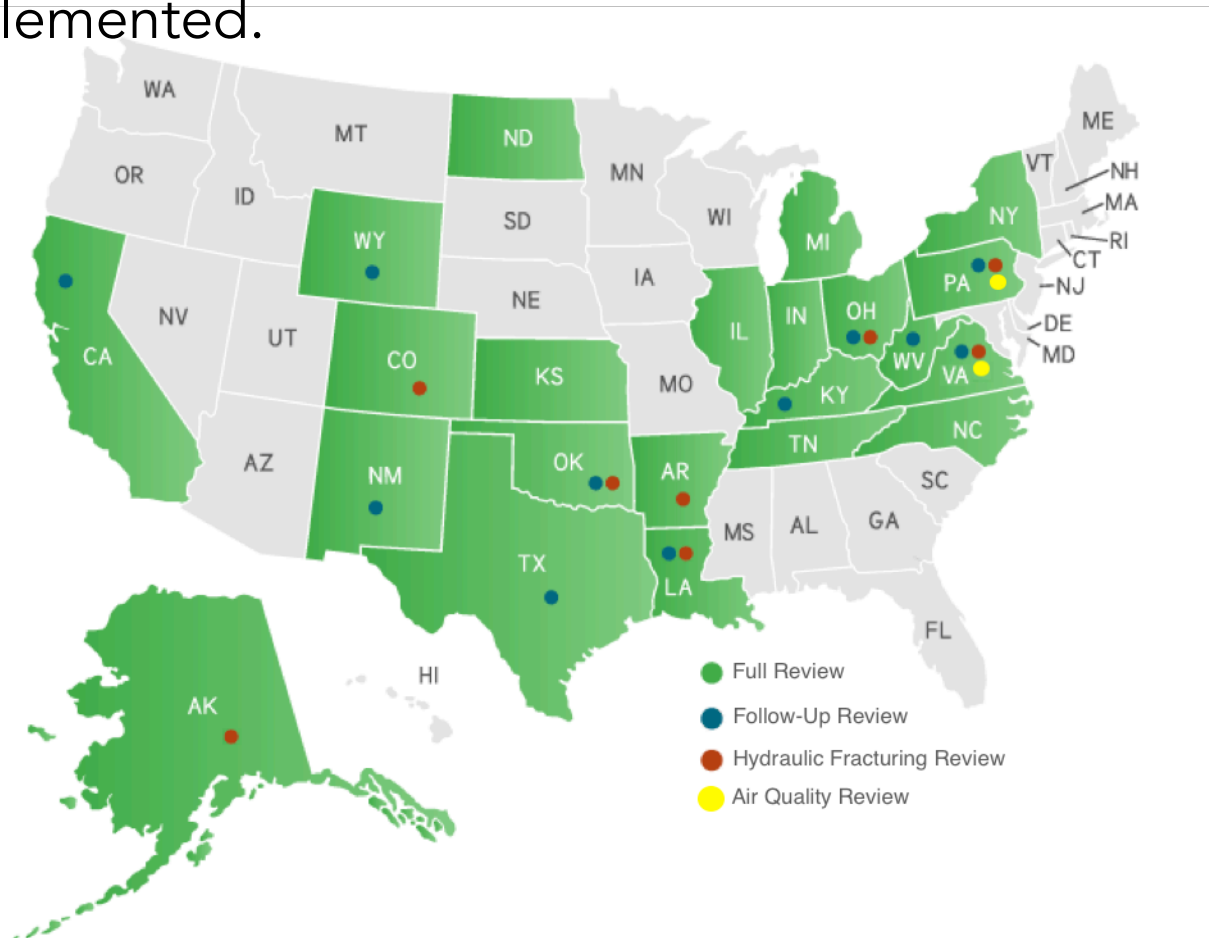 lemented.
WA
MT
ND
MN
ME
VT
NH
OR
ID
SD
WI
MA
NY
MI
RI
WY
CT
IA
PA
NJ
NE
NV
UT
IL
IN
OH
DE
CA
CO
KS
MO
WV
VA
MD
KY
AZ
NM
OK
AR
TN
NC
SC
MS
AL
GA
TX
LA
FL
HI
AK
Full Review
Follow-Up Review
Hydraulic Fracturing Review
Air Quality Review